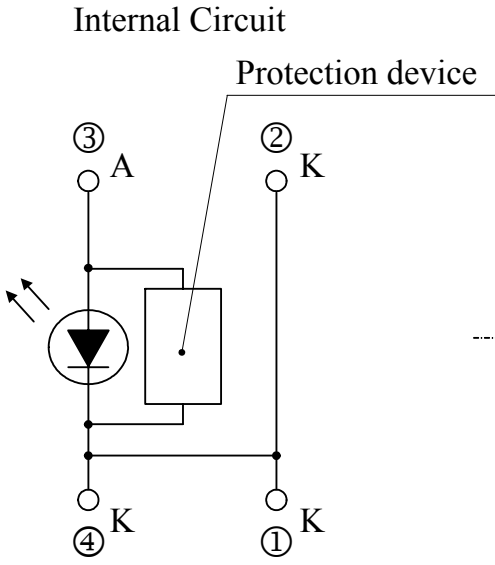 Internal Circuit
Protection device
③ ②
A K
K K
④ ①